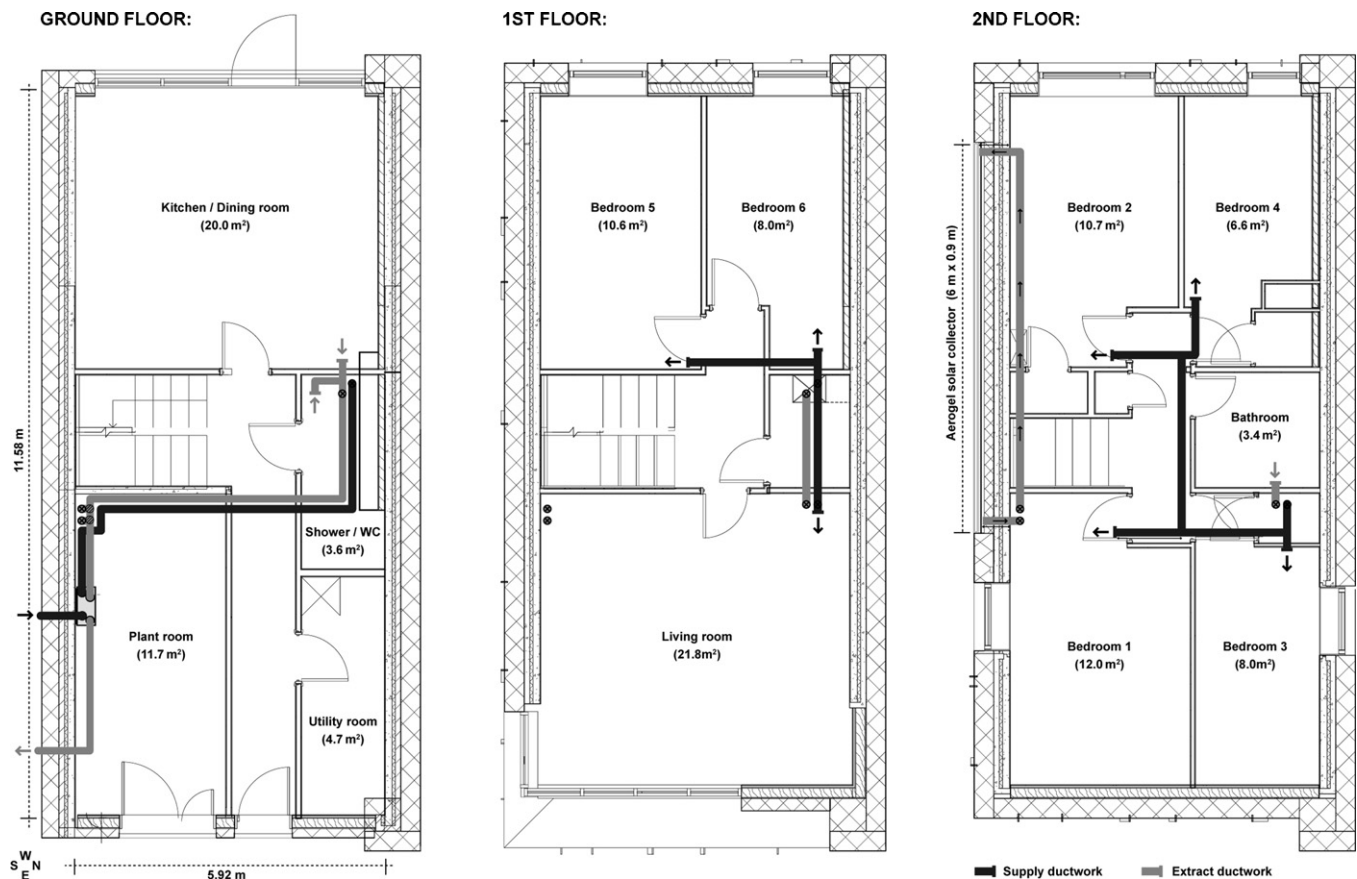 GROUND FLOOR:
Kitchen / Dining room
(20.0 m²)
11.58 m
Shower / WC
(3.6 m²)
Plant room
(11.7 m²)
Utility room
(4.7 m²)
W
S N
E
5.92 m
1ST FLOOR:
Bedroom 5
(10.6 m²)
Bedroom 6
(8.0m²)
Living room
(21.8m²)
2ND FLOOR:
Aerogel solar collector (6 m x 0.9 m)
Bedroom 2
(10.7 m²)
Bedroom 4
(6.6 m²)
Bathroom
(3.4 m²)
Bedroom 1
(12.0 m²)
Bedroom 3
(8.0m²)
Supply ductwork
Extract ductwork